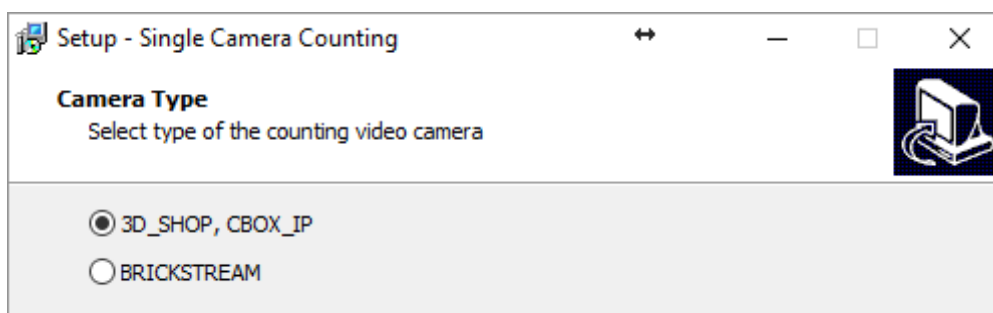 Setup - Single Camera Counting
Camera Type
Select type of the counting video camera
3D_SHOP, CBOX_IP
BRICKSTREAM